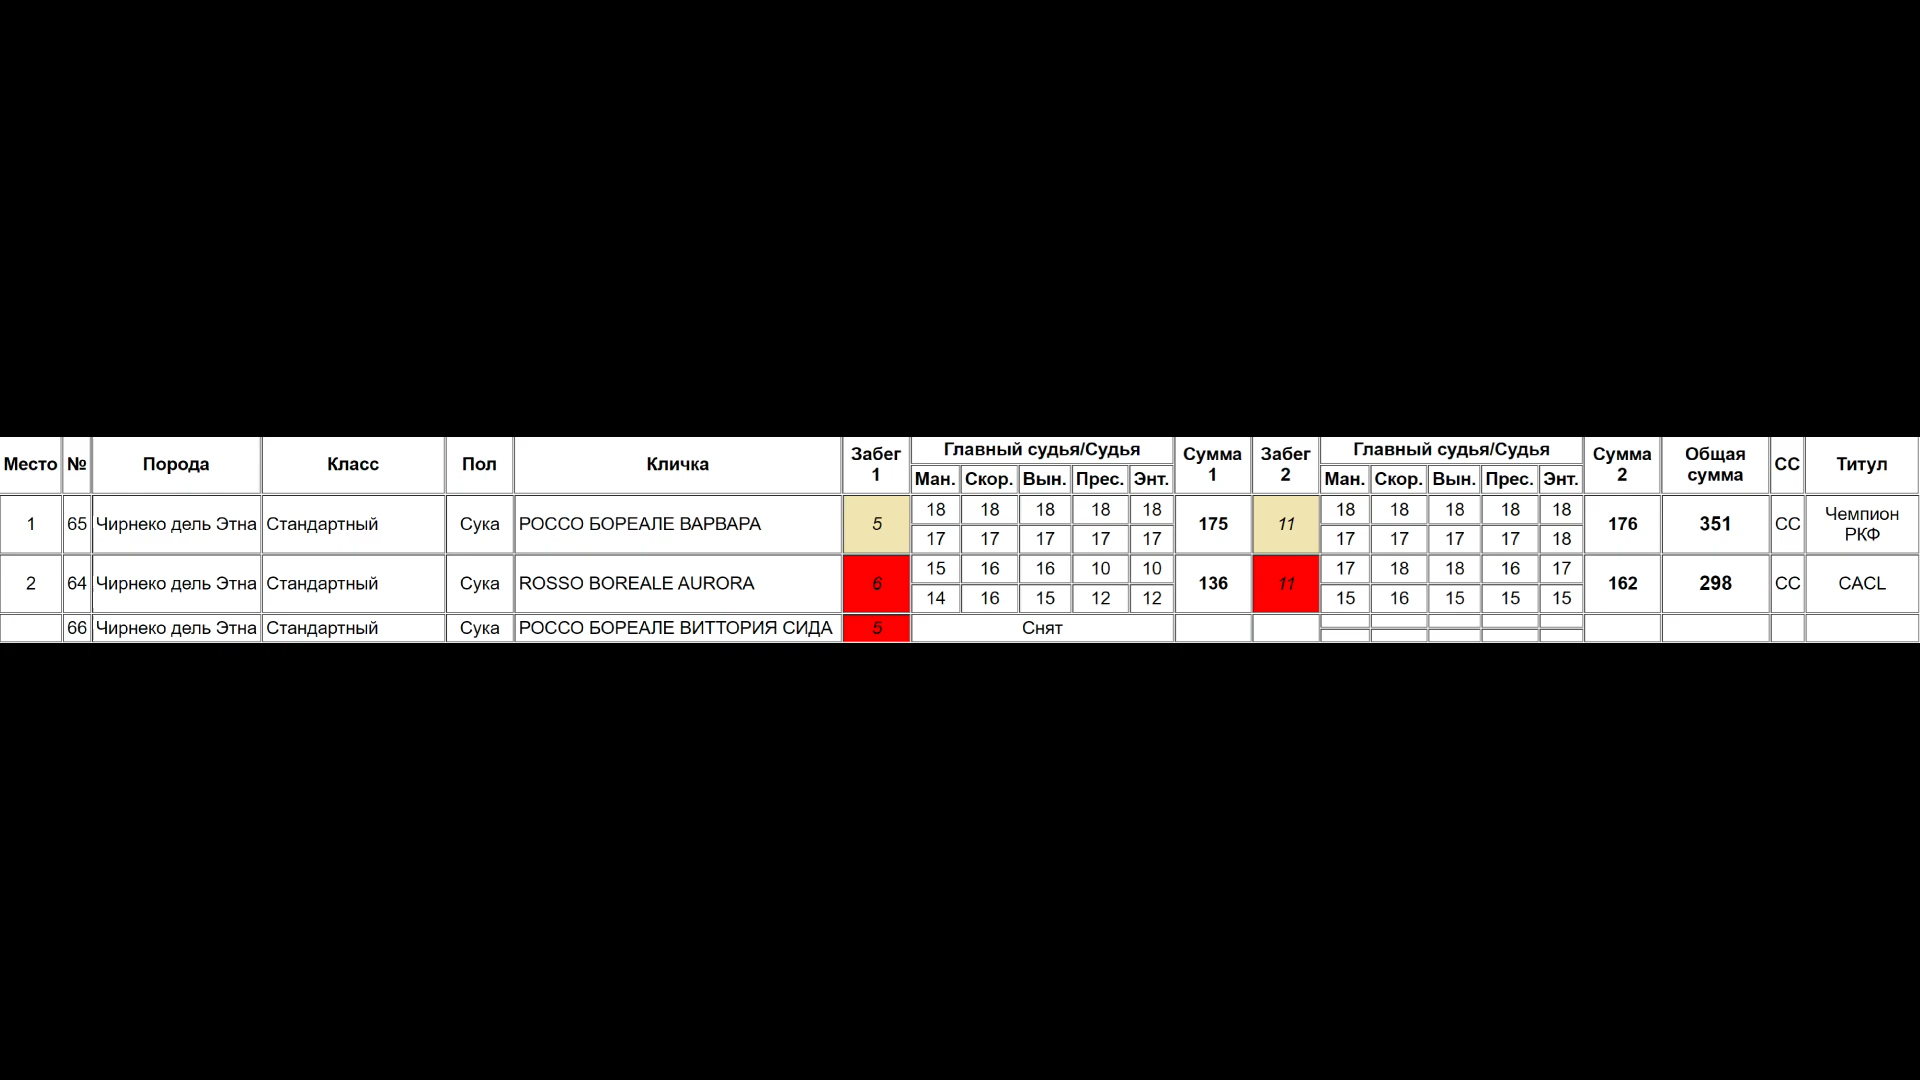 Место № Порода Класс Пол Кличка Забег 1 Главный судья/Судья Сумма 1 Забег 2 Главный судья/Судья Сумма 2 Общая сумма СС Титул
Ман. Скор. Вын. Прес. Энт. Ман. Скор. Вын. Прес. Энт.
1 65 Чирнеко дель Этна Стандартный Сука РОССО БОРЕАЛЕ ВАРВАРА 5 18 18 18 18 18 175 11 18 18 18 18 18 176 351 СС Чемпион РКФ
17 17 17 17 17 17 17 17 17 18
2 64 Чирнеко дель Этна Стандартный Сука ROSSO BOREALE AURORA 6 15 16 16 10 10 136 11 17 18 18 16 17 162 298 СС CACL
14 16 15 12 12 15 16 15 15 15
66 Чирнеко дель Этна Стандартный Сука РОССО БОРЕАЛЕ ВИТТОРИЯ СИДА 5 Снят